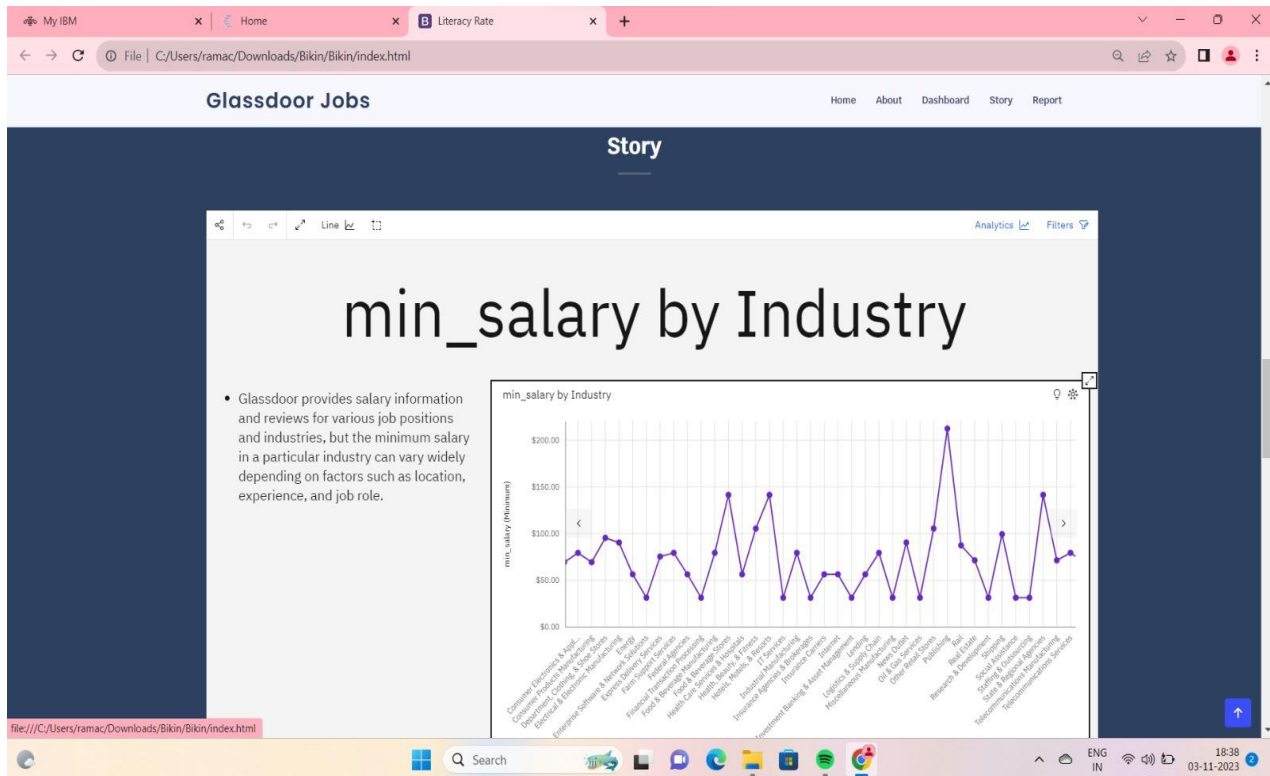 My IBM
Home
B Literacy Rate
File | C:/Users/ramac/Downloads/Bikin/Bikin/index.html
Glassdoor Jobs
Home About Dashboard Story Report
Story
Line
Analytics Filters
min_salary by Industry
• Glassdoor provides salary information
and reviews for various job positions
and industries, but the minimum salary
in a particular industry can vary widely
depending on factors such as location,
experience, and job role.
min_salary by Industry
min_salary (Minimum)
$200.00
$150.00
$100.00
$50.00
$0.00
Consumer Electronics & Appl...
Consumer Products Manufacturing
Department, Clothing, & Shoe Stores
Electrical & Electronic Manufacturing
Energy
Enterprise Software & Network Solutions
Express Delivery Services
Farm Support Services
Federal Agencies
Financial Transaction Processing
Food & Beverage Manufacturing
Food & Beverage Stores
Health Care Services & Hospitals
Health, Beauty, & Fitness
Hotels, Motels, & Resorts
IT Services
Industrial Manufacturing
Insurance Agencies & Brokerages
Insurance Carriers
Internet
Investment Banking & Asset Management
Lending
Logistics & Supply Chain
Miscellaneous Manufacturing
News Outlet
Oil & Gas Services
Other Retail Stores
Publishing
Rail
Real Estate
Research & Development
Shipping
Social Assistance
Staffing & Outsourcing
State & Regional Agencies
Telecommunications Manufacturing
Telecommunications Services
file:///C:/Users/ramac/Downloads/Bikin/Bikin/index.html
Search
ENG
IN
18:38
03-11-2023
2